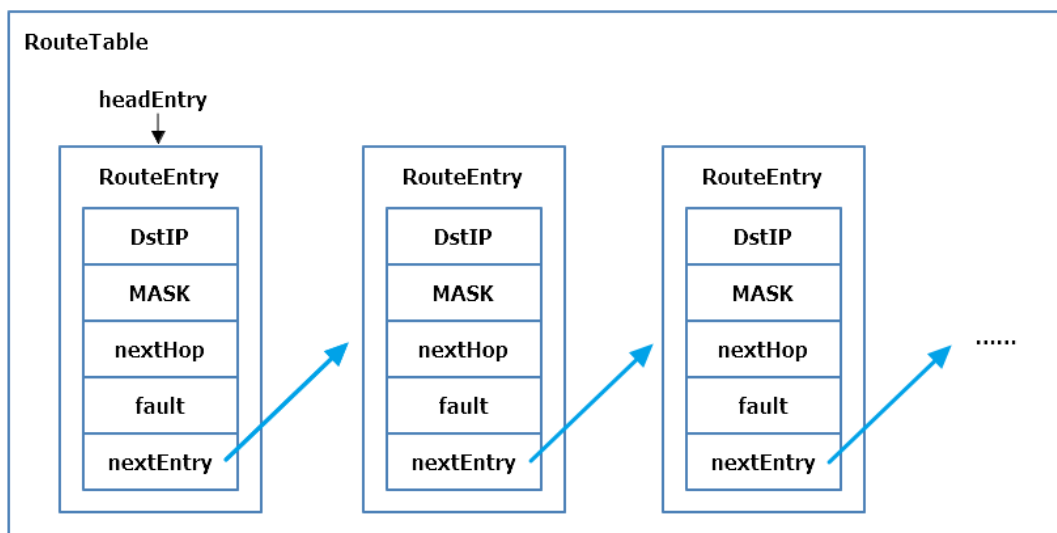 RouteTable
headEntry
RouteEntry
DstIP
MASK
nextHop
fault
nextEntry
RouteEntry
DstIP
MASK
nextHop
fault
nextEntry
RouteEntry
DstIP
MASK
nextHop
fault
nextEntry
......